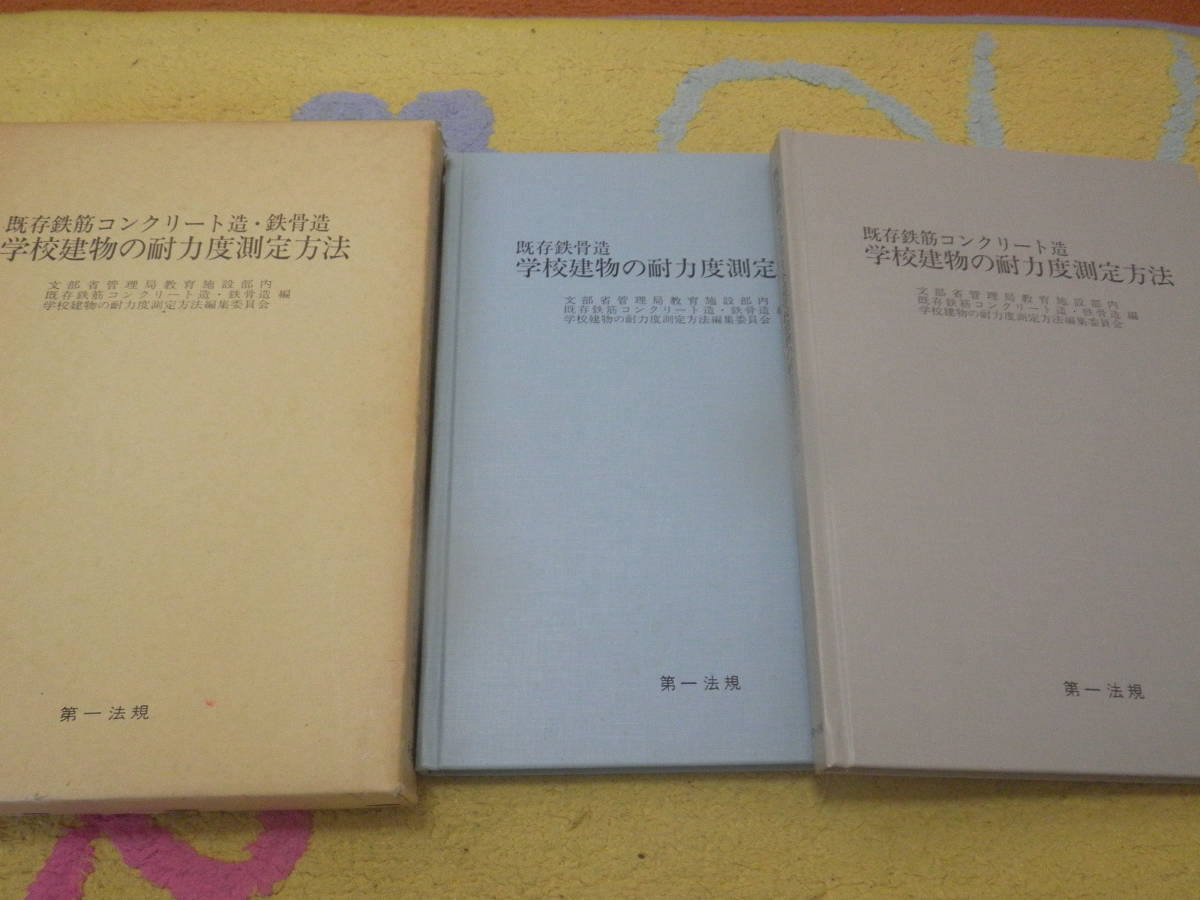 既存鉄筋コンクリート造・鉄骨造
学校建物の耐力度測定方法
文部省管理局教育施設部内
既存鉄筋コンクリート造・鉄骨造 編
学校建物の耐力度測定方法編集委員会
第一法規
既存鉄骨造
学校建物の耐力度測定
文部省管理局教育施設部内
既存鉄筋コンクリート造・鉄骨造
学校建物の耐力度測定方法編集委員会
第一法規
既存鉄筋コンクリート造
学校建物の耐力度測定方法
文部省管理局教育施設部内
既存鉄筋コンクリート造・鉄骨造 編
学校建物の耐力度測定方法編集委員会
第一法規